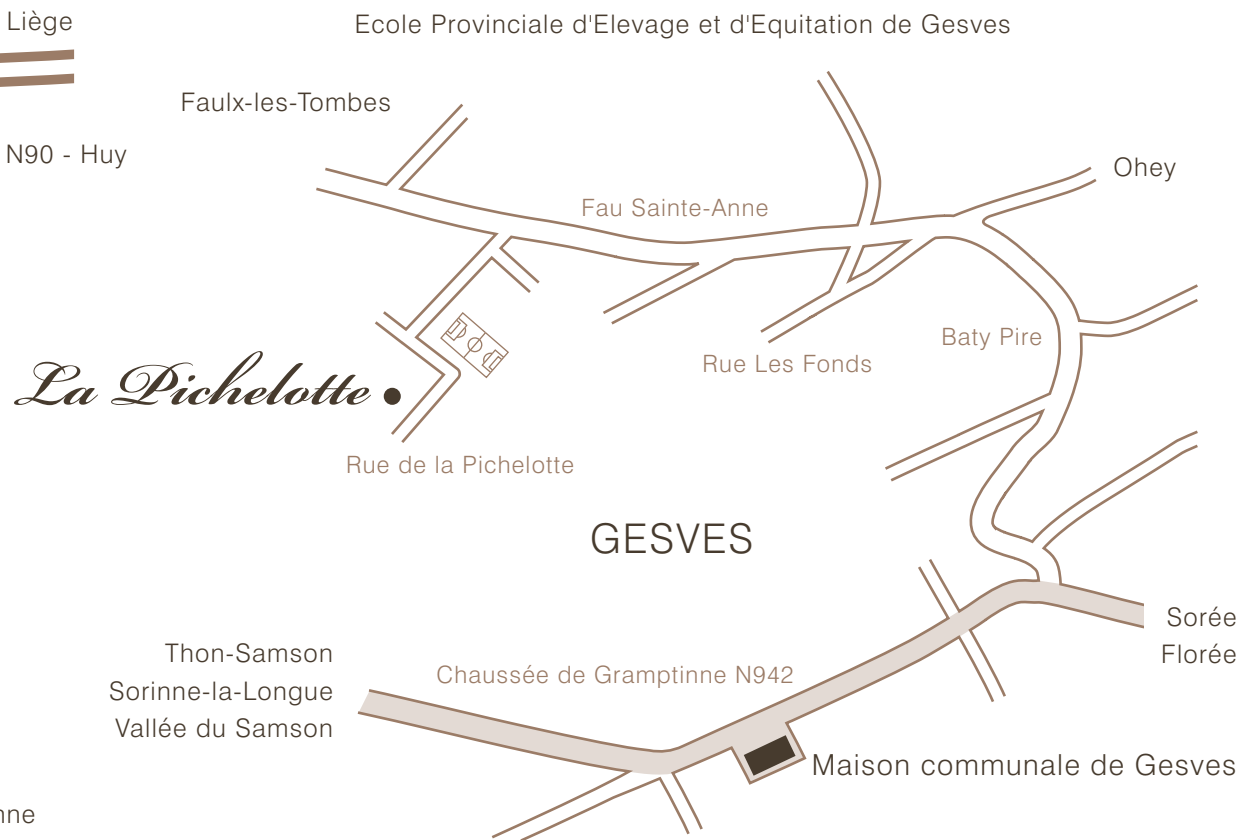 Liège
Ecole Provinciale d'Elevage et d'Equitation de Gesves
Faulx-les-Tombes
N90 - Huy
Ohey
Fau Sainte-Anne
Baty Pire
Rue Les Fonds
La Pichelotte
Rue de la Pichelotte
GESVES
Sorée
Florée
Thon-Samson
Sorinne-la-Longue
Vallée du Samson
Chaussée de Gramptinne N942
Maison communale de Gesves